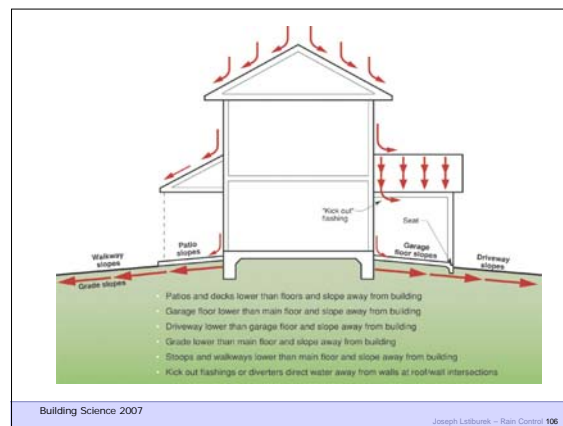 "Kick out"
flashing
Seat
Walkway
slopes
Patio
slopes
Garage
floor slopes
Driveway
slopes
Grade slopes
• Patios and decks lower than floors and slope away from building
• Garage floor lower than main floor and slope away from building
• Driveway lower than garage floor and slope away from building
• Grade lower than main floor and slope away from building
• Stoops and walkways lower than main floor and slope away from building
• Kick out flashings or diverters direct water away from walls at roof/wall intersections
Building Science 2007
Joseph Lstiburek – Rain Control 106